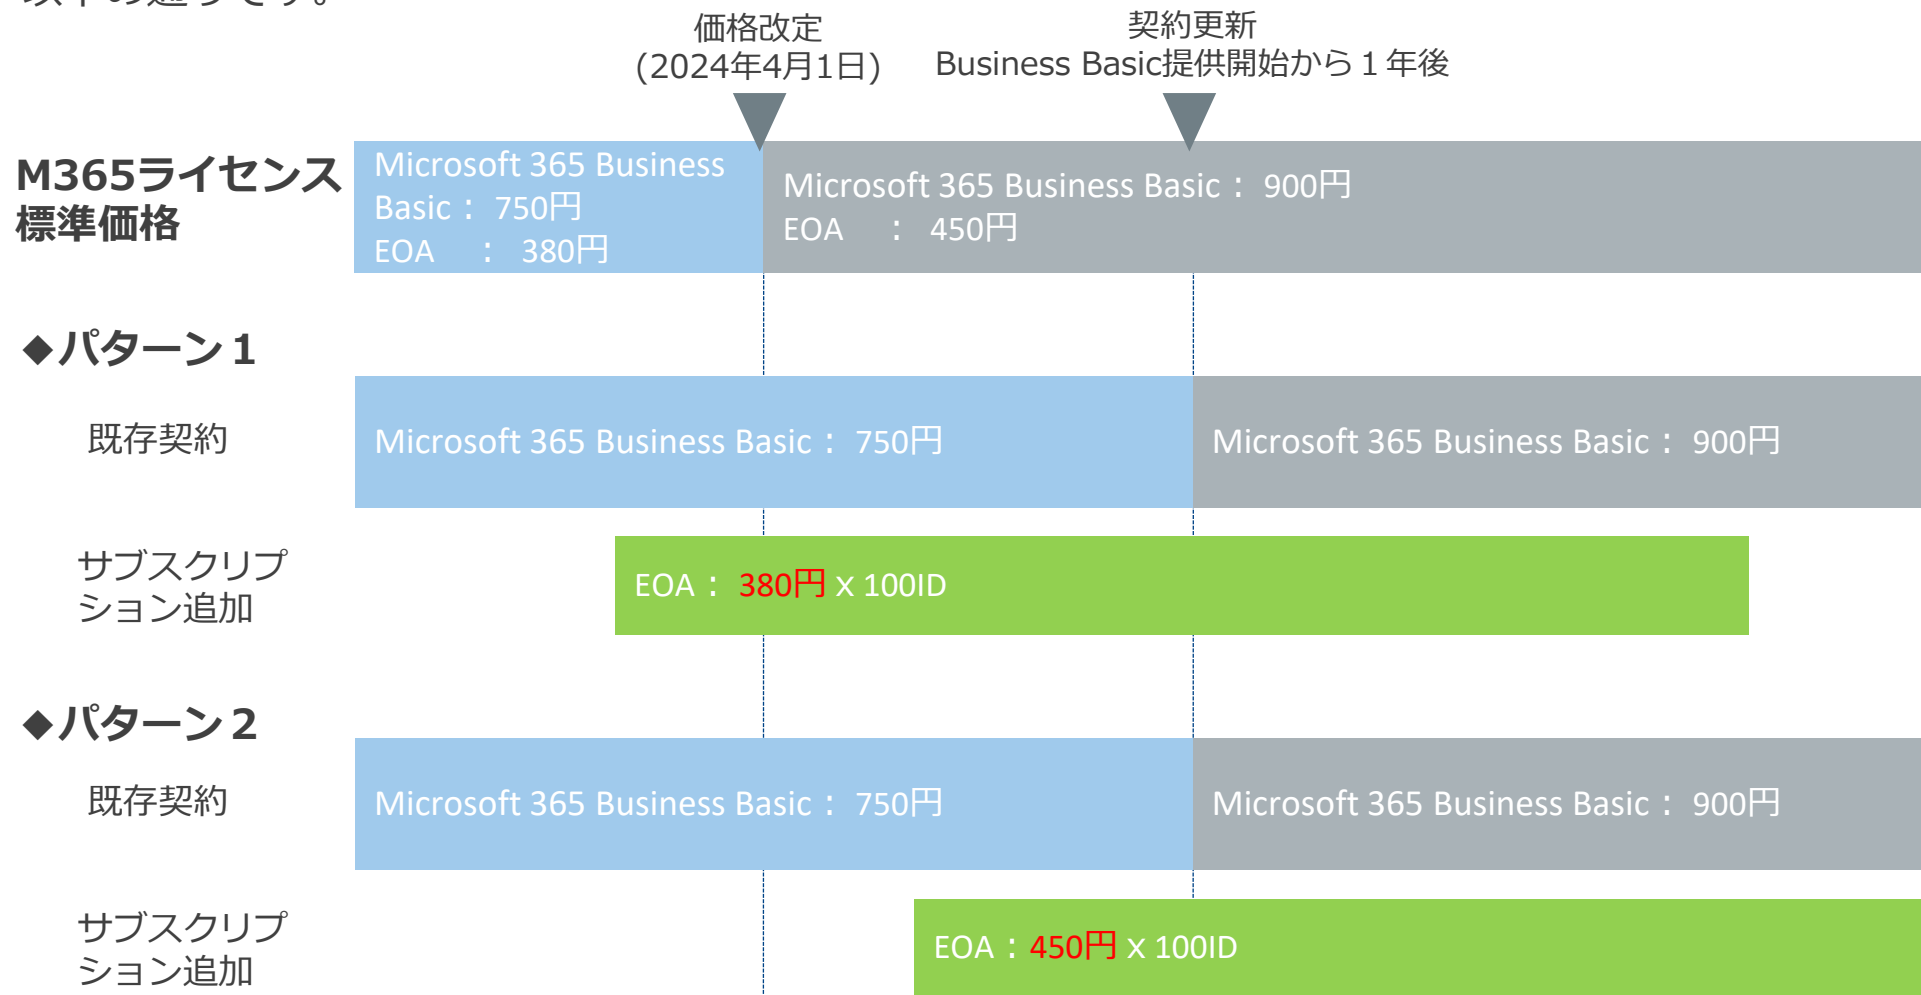 以下の通りです。
価格改定
(2024年4月1日)
契約更新
Business Basic提供開始から１年後
M365ライセンス
標準価格
Microsoft 365 Business
Basic： 750円
EOA ： 380円
Microsoft 365 Business Basic： 900円
EOA ： 450円
◆パターン１
既存契約
Microsoft 365 Business Basic： 750円
Microsoft 365 Business Basic： 900円
サブスクリプ
ション追加
EOA： 380円 x 100ID
◆パターン２
既存契約
Microsoft 365 Business Basic： 750円
Microsoft 365 Business Basic： 900円
サブスクリプ
ション追加
EOA：450円 x 100ID